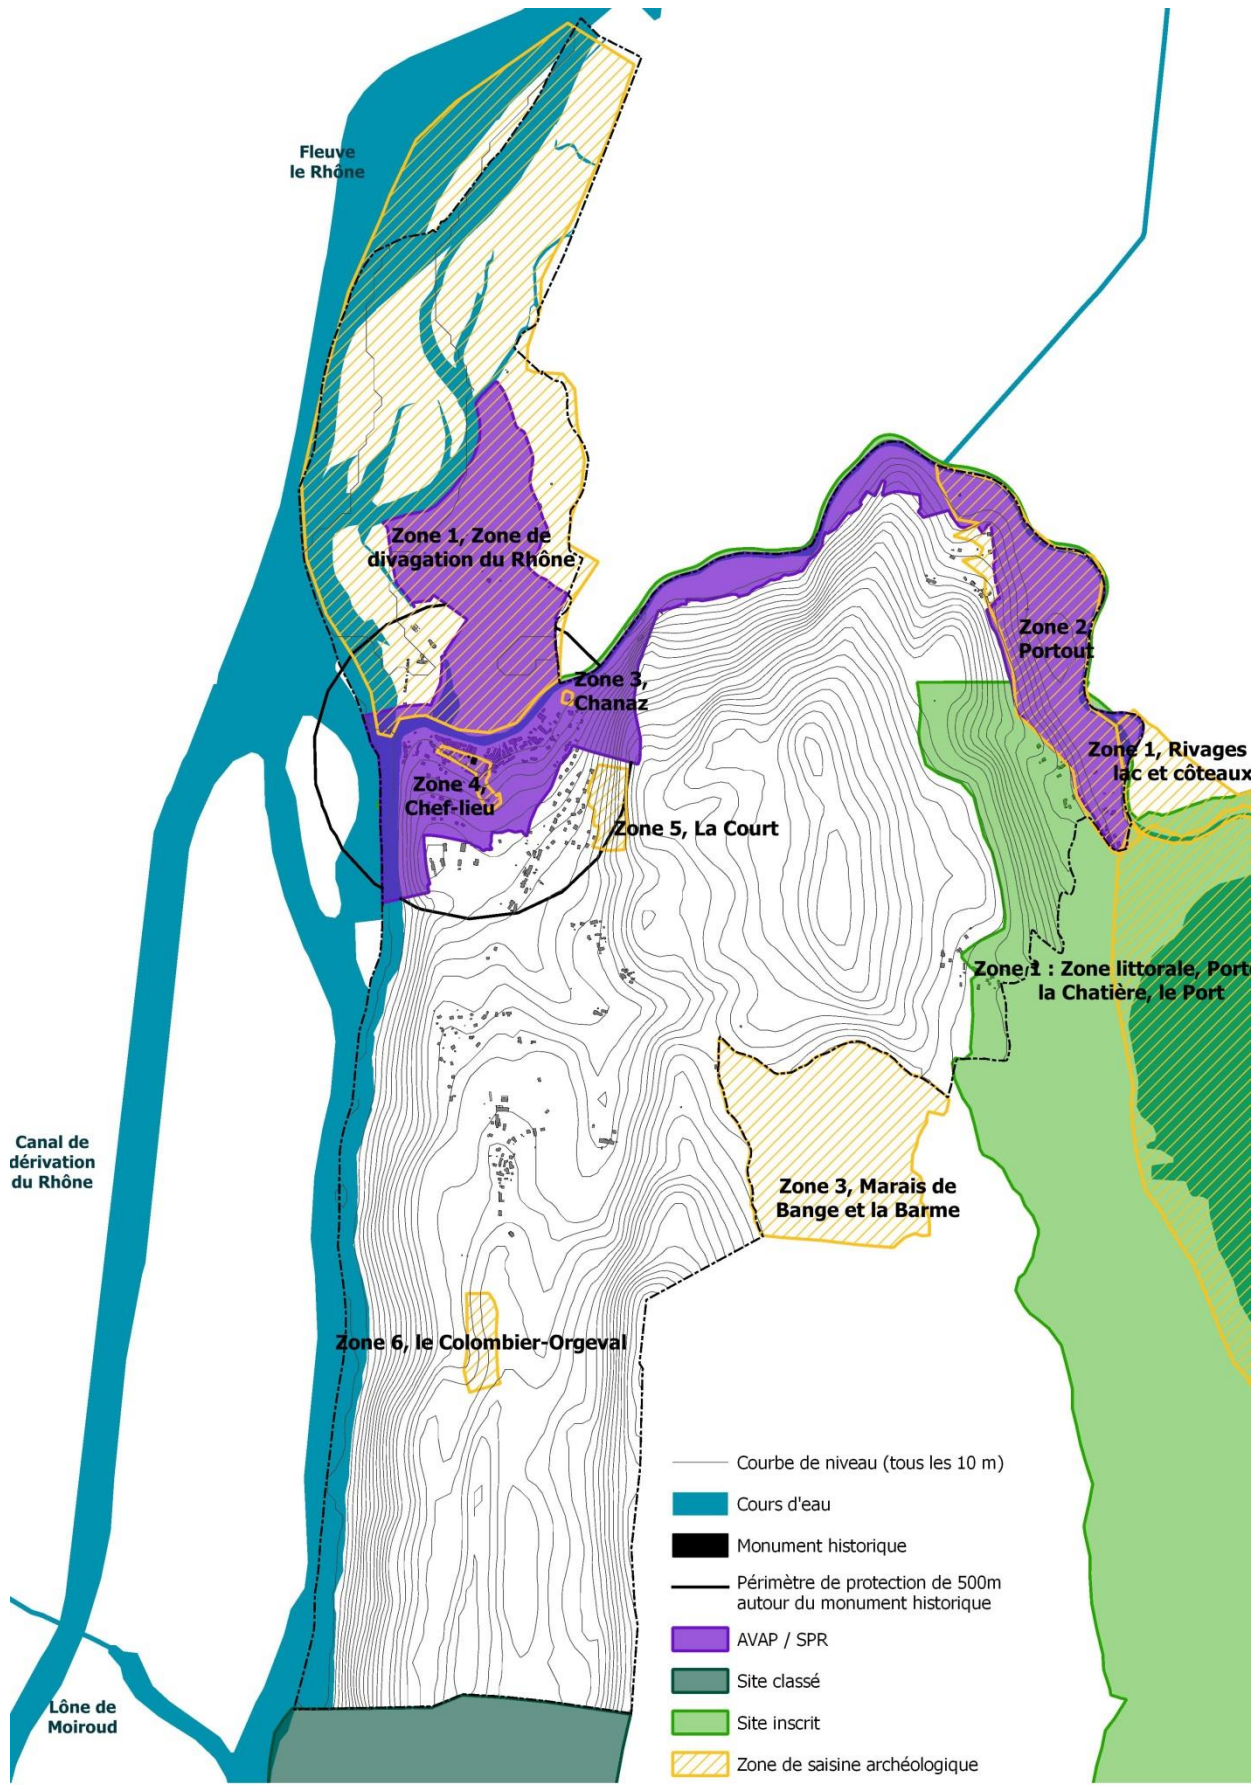 Fleuve
le Rhône
Zone 1, Zone de
divagation du Rhône
Zone 2,
Portout
Zone 3,
Chanaz
Zone 1, Rivages
lac et côteaux
Zone 4,
Chef-lieu
Zone 5, La Court
Zone 1 : Zone littorale, Port
la Chatière, le Port
Canal de
dérivation
du Rhône
Zone 3, Marais de
Bange et la Barme
Zone 6, le Colombier-Orgeval
Courbe de niveau (tous les 10 m)
Cours d'eau
Monument historique
Périmètre de protection de 500m
autour du monument historique
AVAP / SPR
Site classé
Site inscrit
Zone de saisine archéologique
Lône de
Moiroud